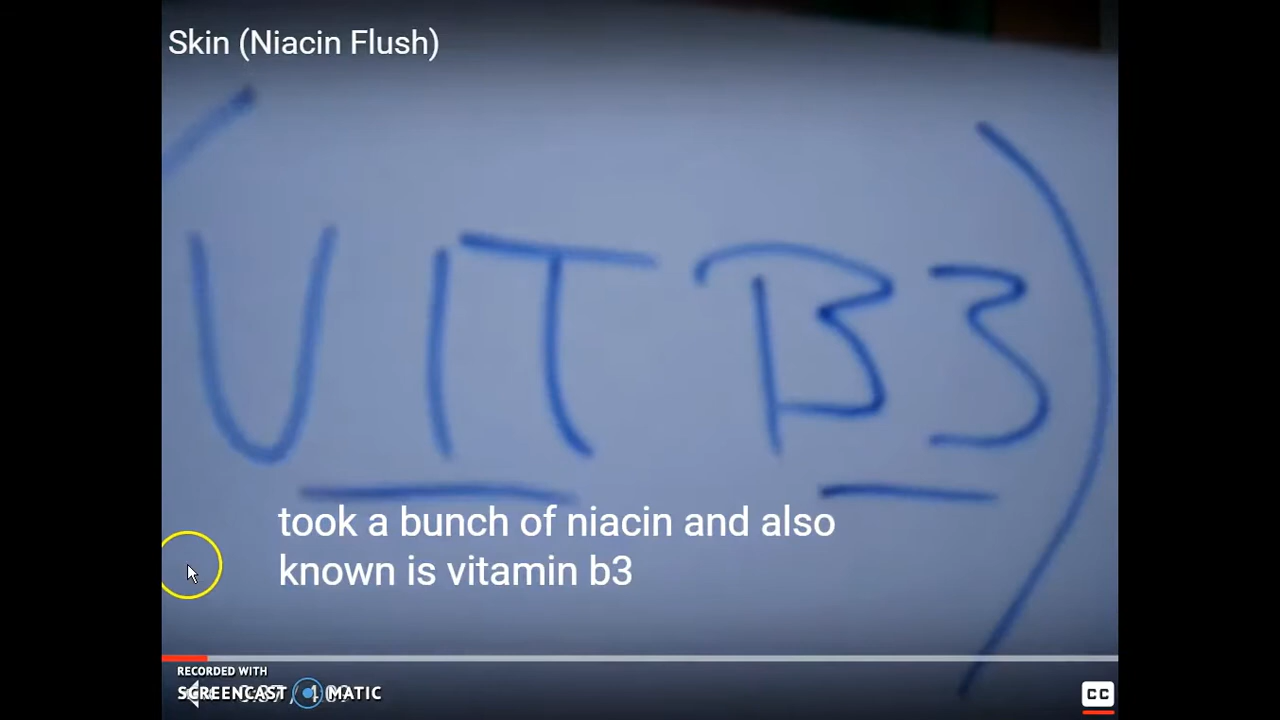 Skin (Niacin Flush)
(VIT B3)
took a bunch of niacin and also
known is vitamin b3
RECORDED WITH
SCREENCAST MATIC
CC